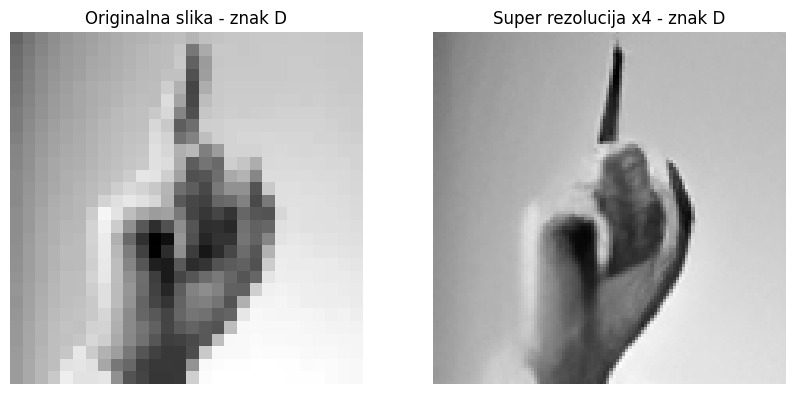 Originalna slika - znak D
Super rezolucija x4 - znak D